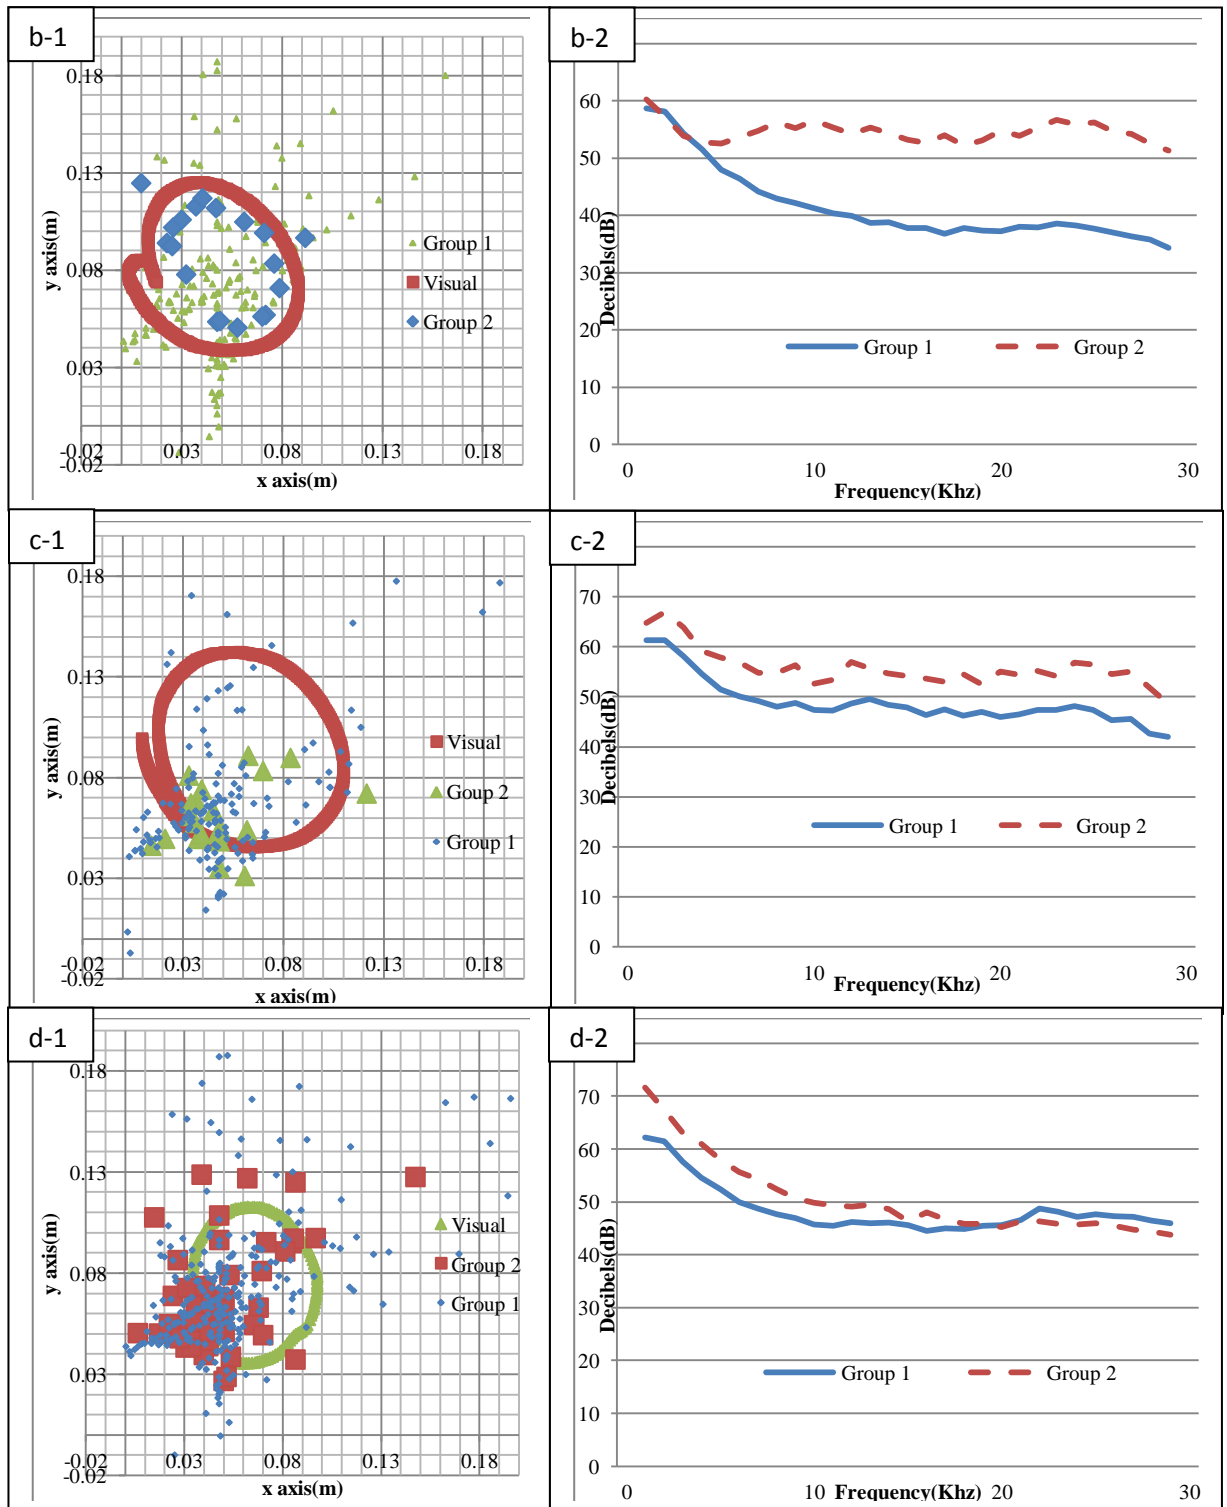 b-1
0.18
0.13
0.08
0.03
-0.02
-0.02
0.03
0.08
0.13
0.18
y axis(m)
x axis(m)
Group 1
Visual
Group 2
b-2
60
50
40
30
20
10
0
0
10
20
30
Decibels(dB)
Frequency(Khz)
Group 1
Group 2
c-1
0.18
0.13
0.08
0.03
-0.02
-0.02
0.03
0.08
0.13
0.18
y axis(m)
x axis(m)
Visual
Goup 2
Group 1
c-2
70
60
50
40
30
20
10
0
0
10
20
30
Decibels(dB)
Frequency(Khz)
Group 1
Group 2
d-1
0.18
0.13
0.08
0.03
-0.02
-0.02
0.03
0.08
0.13
0.18
y axis(m)
x axis(m)
Visual
Group 2
Group 1
d-2
70
60
50
40
30
20
10
0
0
10
20
30
Decibels(dB)
Frequency(Khz)
Group 1
Group 2